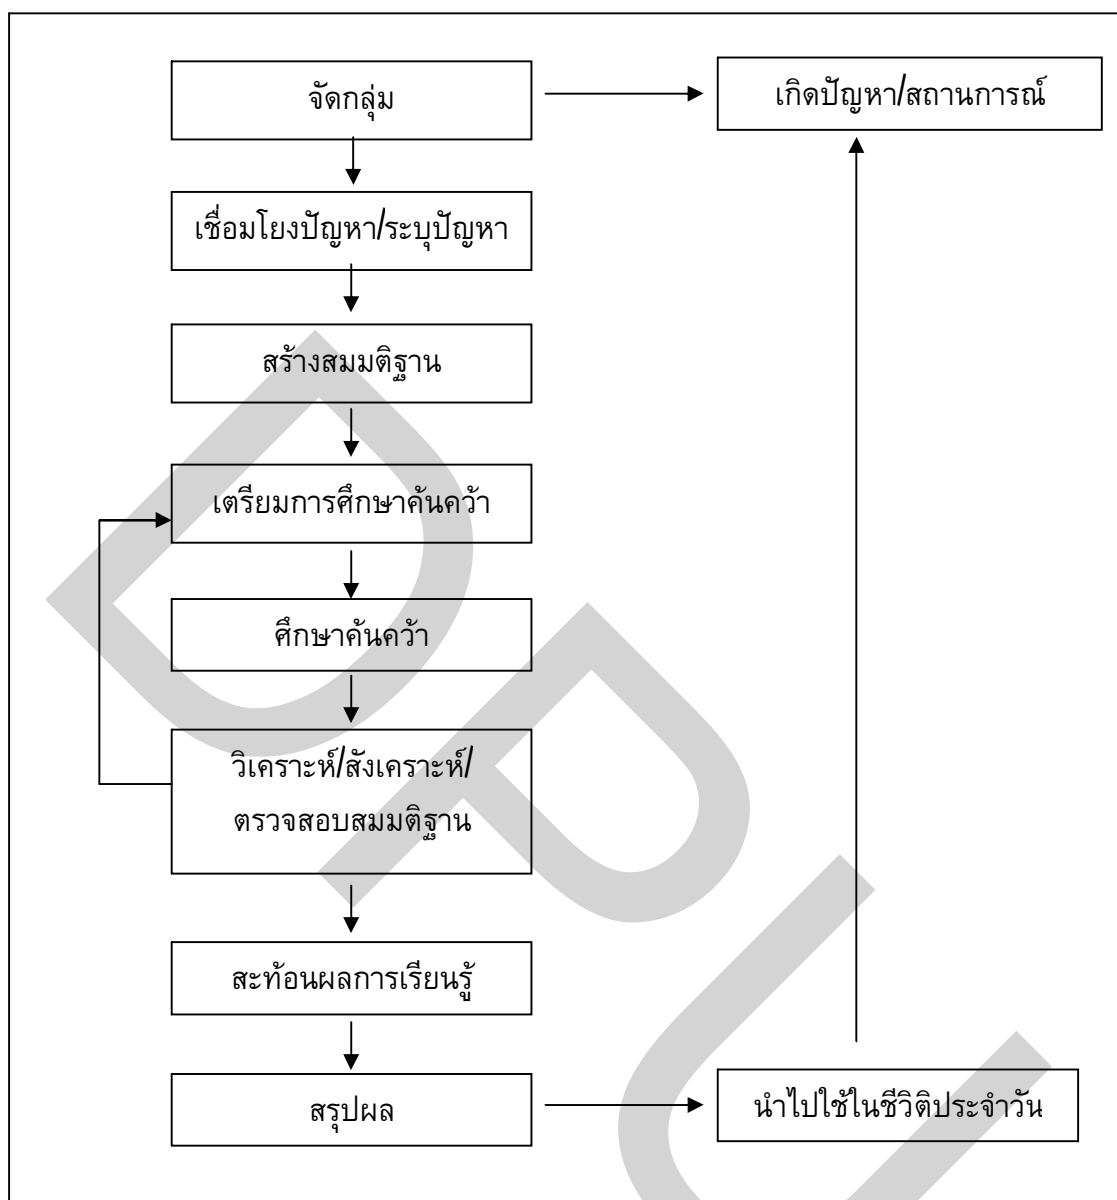 จัดกลุ่ม
เกิดปัญหา/สถานการณ์
เชื่อมโยงปัญหา/ระบุปัญหา
สร้างสมมติฐาน
เตรียมการศึกษาค้นคว้า
ศึกษาค้นคว้า
วิเคราะห์/สังเคราะห์/
ตรวจสอบสมมติฐาน
สะท้อนผลการเรียนรู้
สรุปผล
นำไปใช้ในชีวิติประจำวัน
DPU